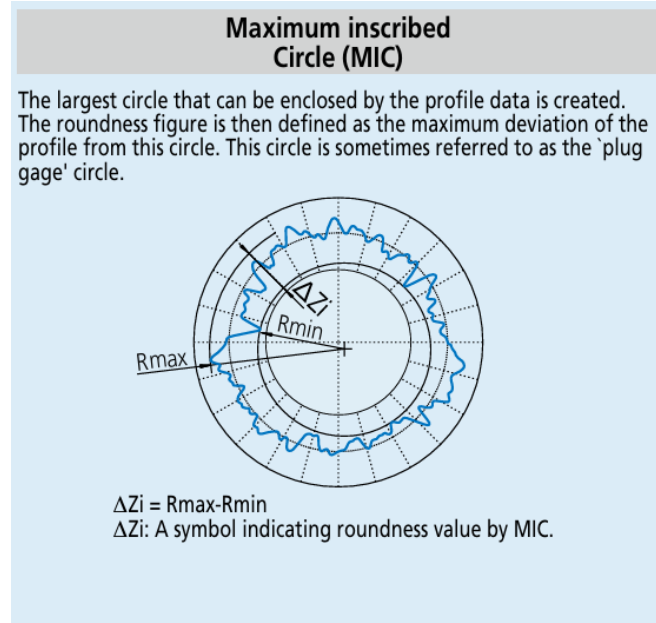 Maximum inscribed
Circle (MIC)
The largest circle that can be enclosed by the profile data is created.
The roundness figure is then defined as the maximum deviation of the
profile from this circle. This circle is sometimes referred to as the `plug
gage' circle.
ΔZi
Rmin
Rmax
ΔZi = Rmax-Rmin
ΔZi: A symbol indicating roundness value by MIC.